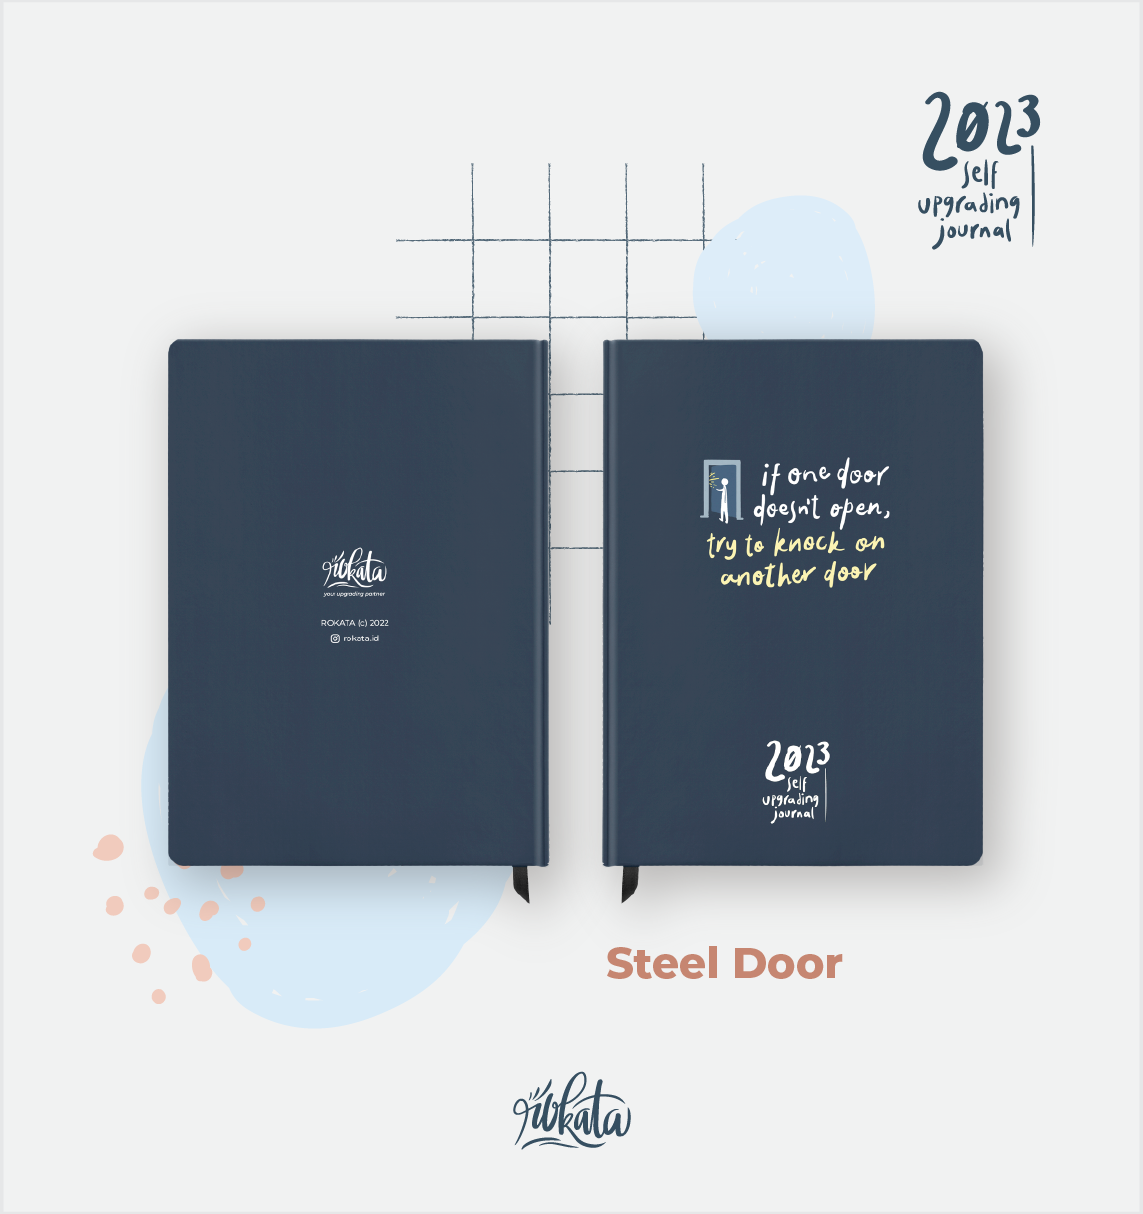 2023
self
upgrading
journal
rokata
your upgrading partner
ROKATA (c) 2022
rokata.id
if one door
doesn't open,
try to knock on
another door
2023
self
upgrading
journal
Steel Door
rokata